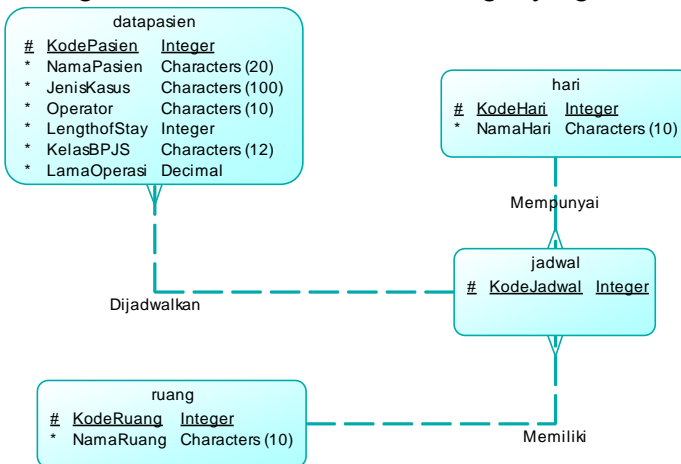 datapasien
# KodePasien Integer
* NamaPasien Characters (20)
* JenisKasus Characters (100)
* Operator Characters (10)
* LengthofStay Integer
* KelasBPJS Characters (12)
* LamaOperasi Decimal
hari
# KodeHari Integer
* NamaHari Characters (10)
Mempunyai
jadwal
# KodeJadwal Integer
Dijadwalkan
ruang
# KodeRuang Integer
* NamaRuang Characters (10)
Memiliki